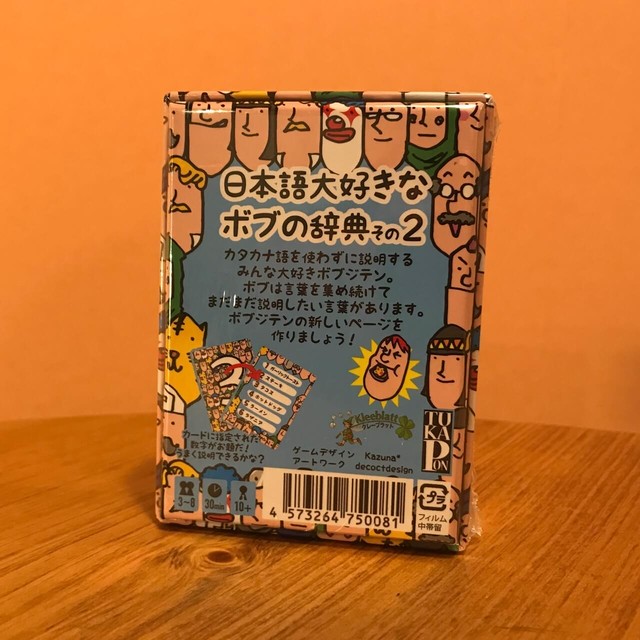 日本語大好きな
ボブの辞典その2
カタカナ語を使わずに説明する
みんな大好きボブジテン。
ボブは言葉を集め続けて
まだまだ説明したい言葉があります。
ボブジテンの新しいページを
作りましょう！
Kleeblatt
クレーブラット
TUKAPON
カードに指定された
数字がお題だ！
うまく説明できるかな？
ゲームデザイン Kazuna*
アートワーク decoctdesign
3~8 30min 10+
4 573264 750081
プラ
フィルム
中帯留